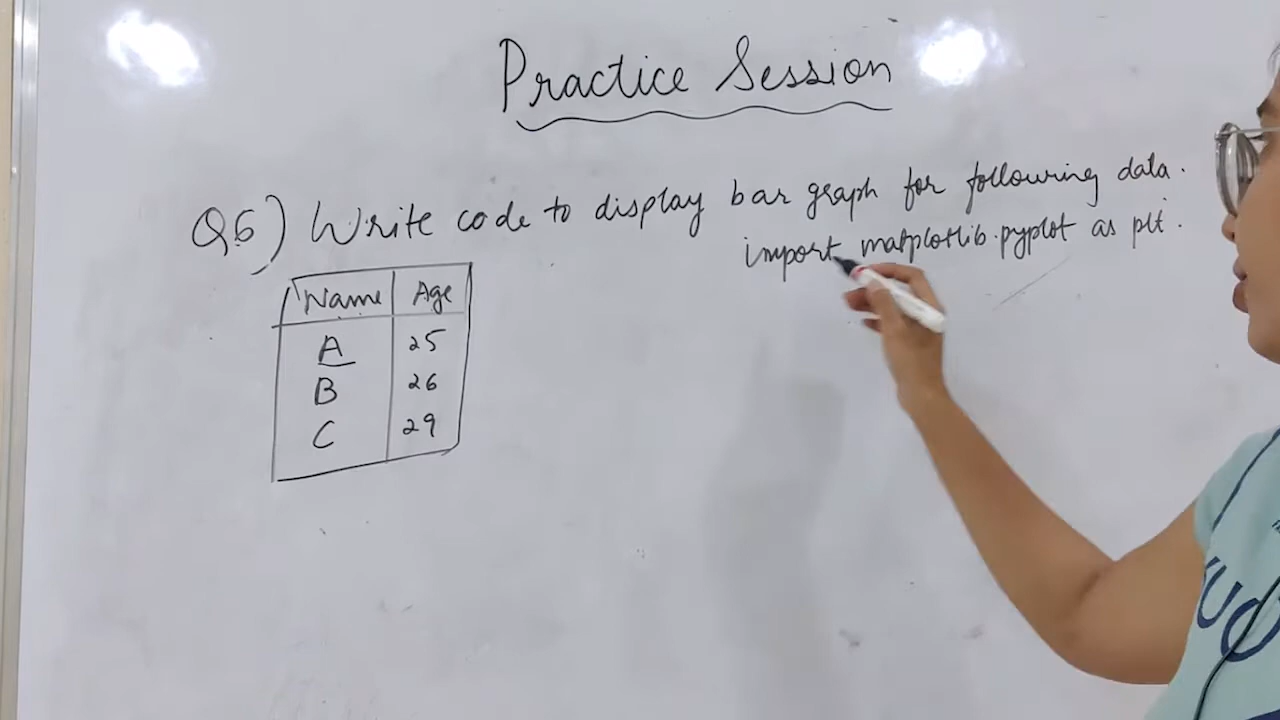 Practice Session
Q6) Write code to display bar graph for following data.
import matplotlib.pyplot as plt.
Name Age
A 25
B 26
C 29